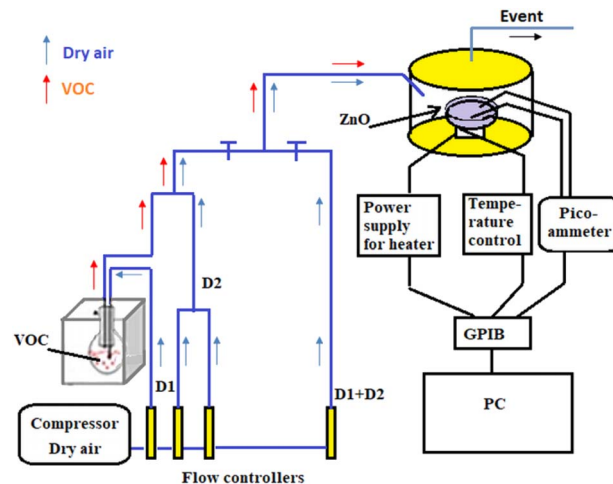 Event
Dry air
VOC
ZnO
Power
supply
for heater
Tempe-
rature
control
Pico-
ammeter
D2
VOC
GPIB
D1
D1+D2
PC
Compressor
Dry air
Flow controllers